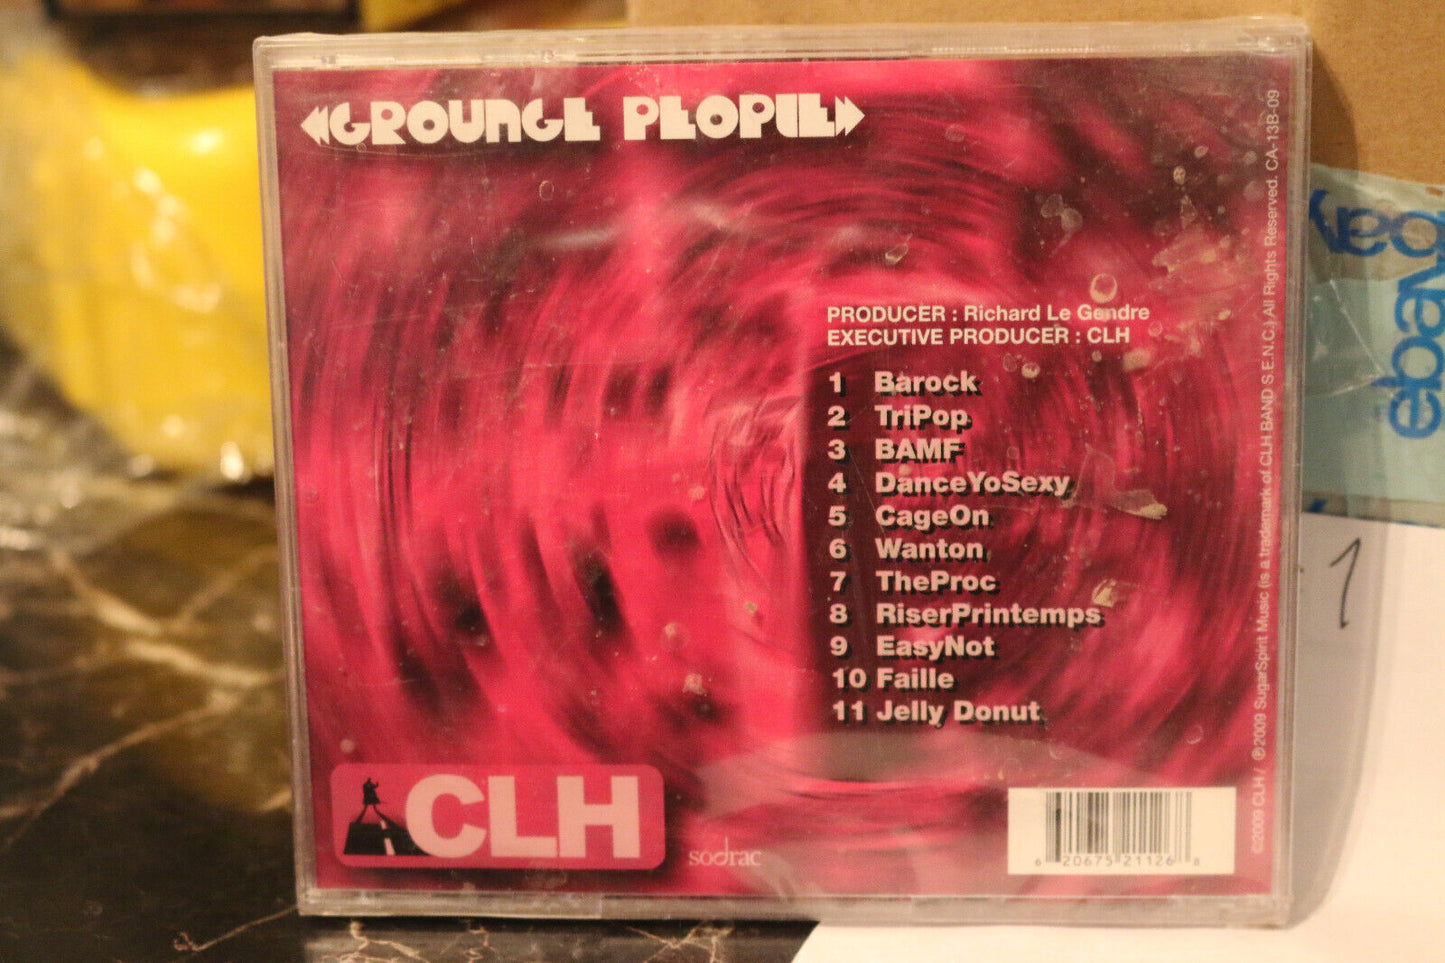 GROUNGE PEOPLE
PRODUCER : Richard Le Gendre
EXECUTIVE PRODUCER : CLH
1 Barock
2 TriPop
3 BAMF
4 DanceYoSexy
5 CageOn
6 Wanton
7 TheProc
8 RiserPrintemps
9 EasyNot
10 Faille
11 Jelly Donut
CLH
sodrac
6 20675 21126 8
©2009 CLH / ℗2009 SugarSpirit Music (is a trademark of CLH BAND S.E.N.C.) All Rights Reserved. CA-13B-09
ebay
1